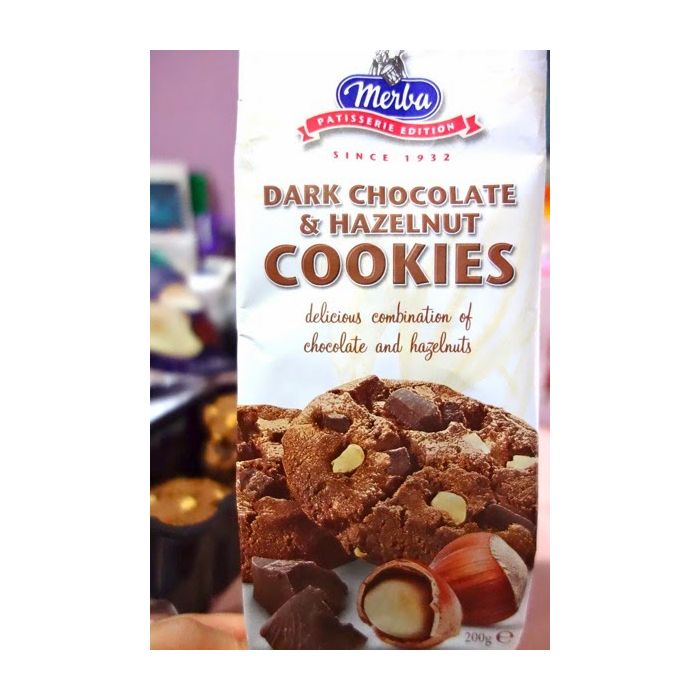 Merba
PATISSERIE EDITION
SINCE 1932
DARK CHOCOLATE
& HAZELNUT
COOKIES
delicious combination of
chocolate and hazelnuts
200g ℮